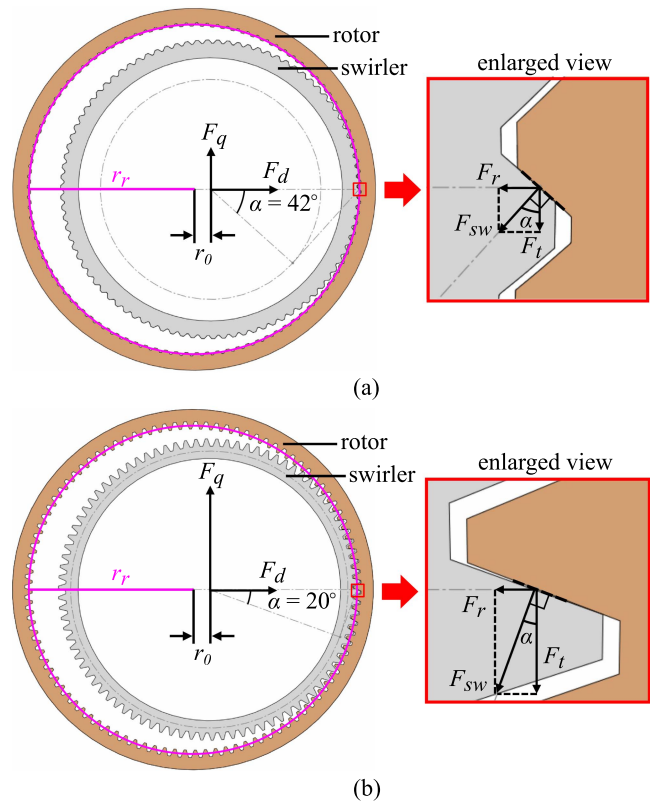 rotor
swirler
enlarged view
F_q
F_d
r_r
α = 42°
r_0
F_r
F_sw
α
F_t
(a)
rotor
swirler
enlarged view
F_q
F_d
r_r
α = 20°
r_0
F_r
α
F_t
F_sw
(b)